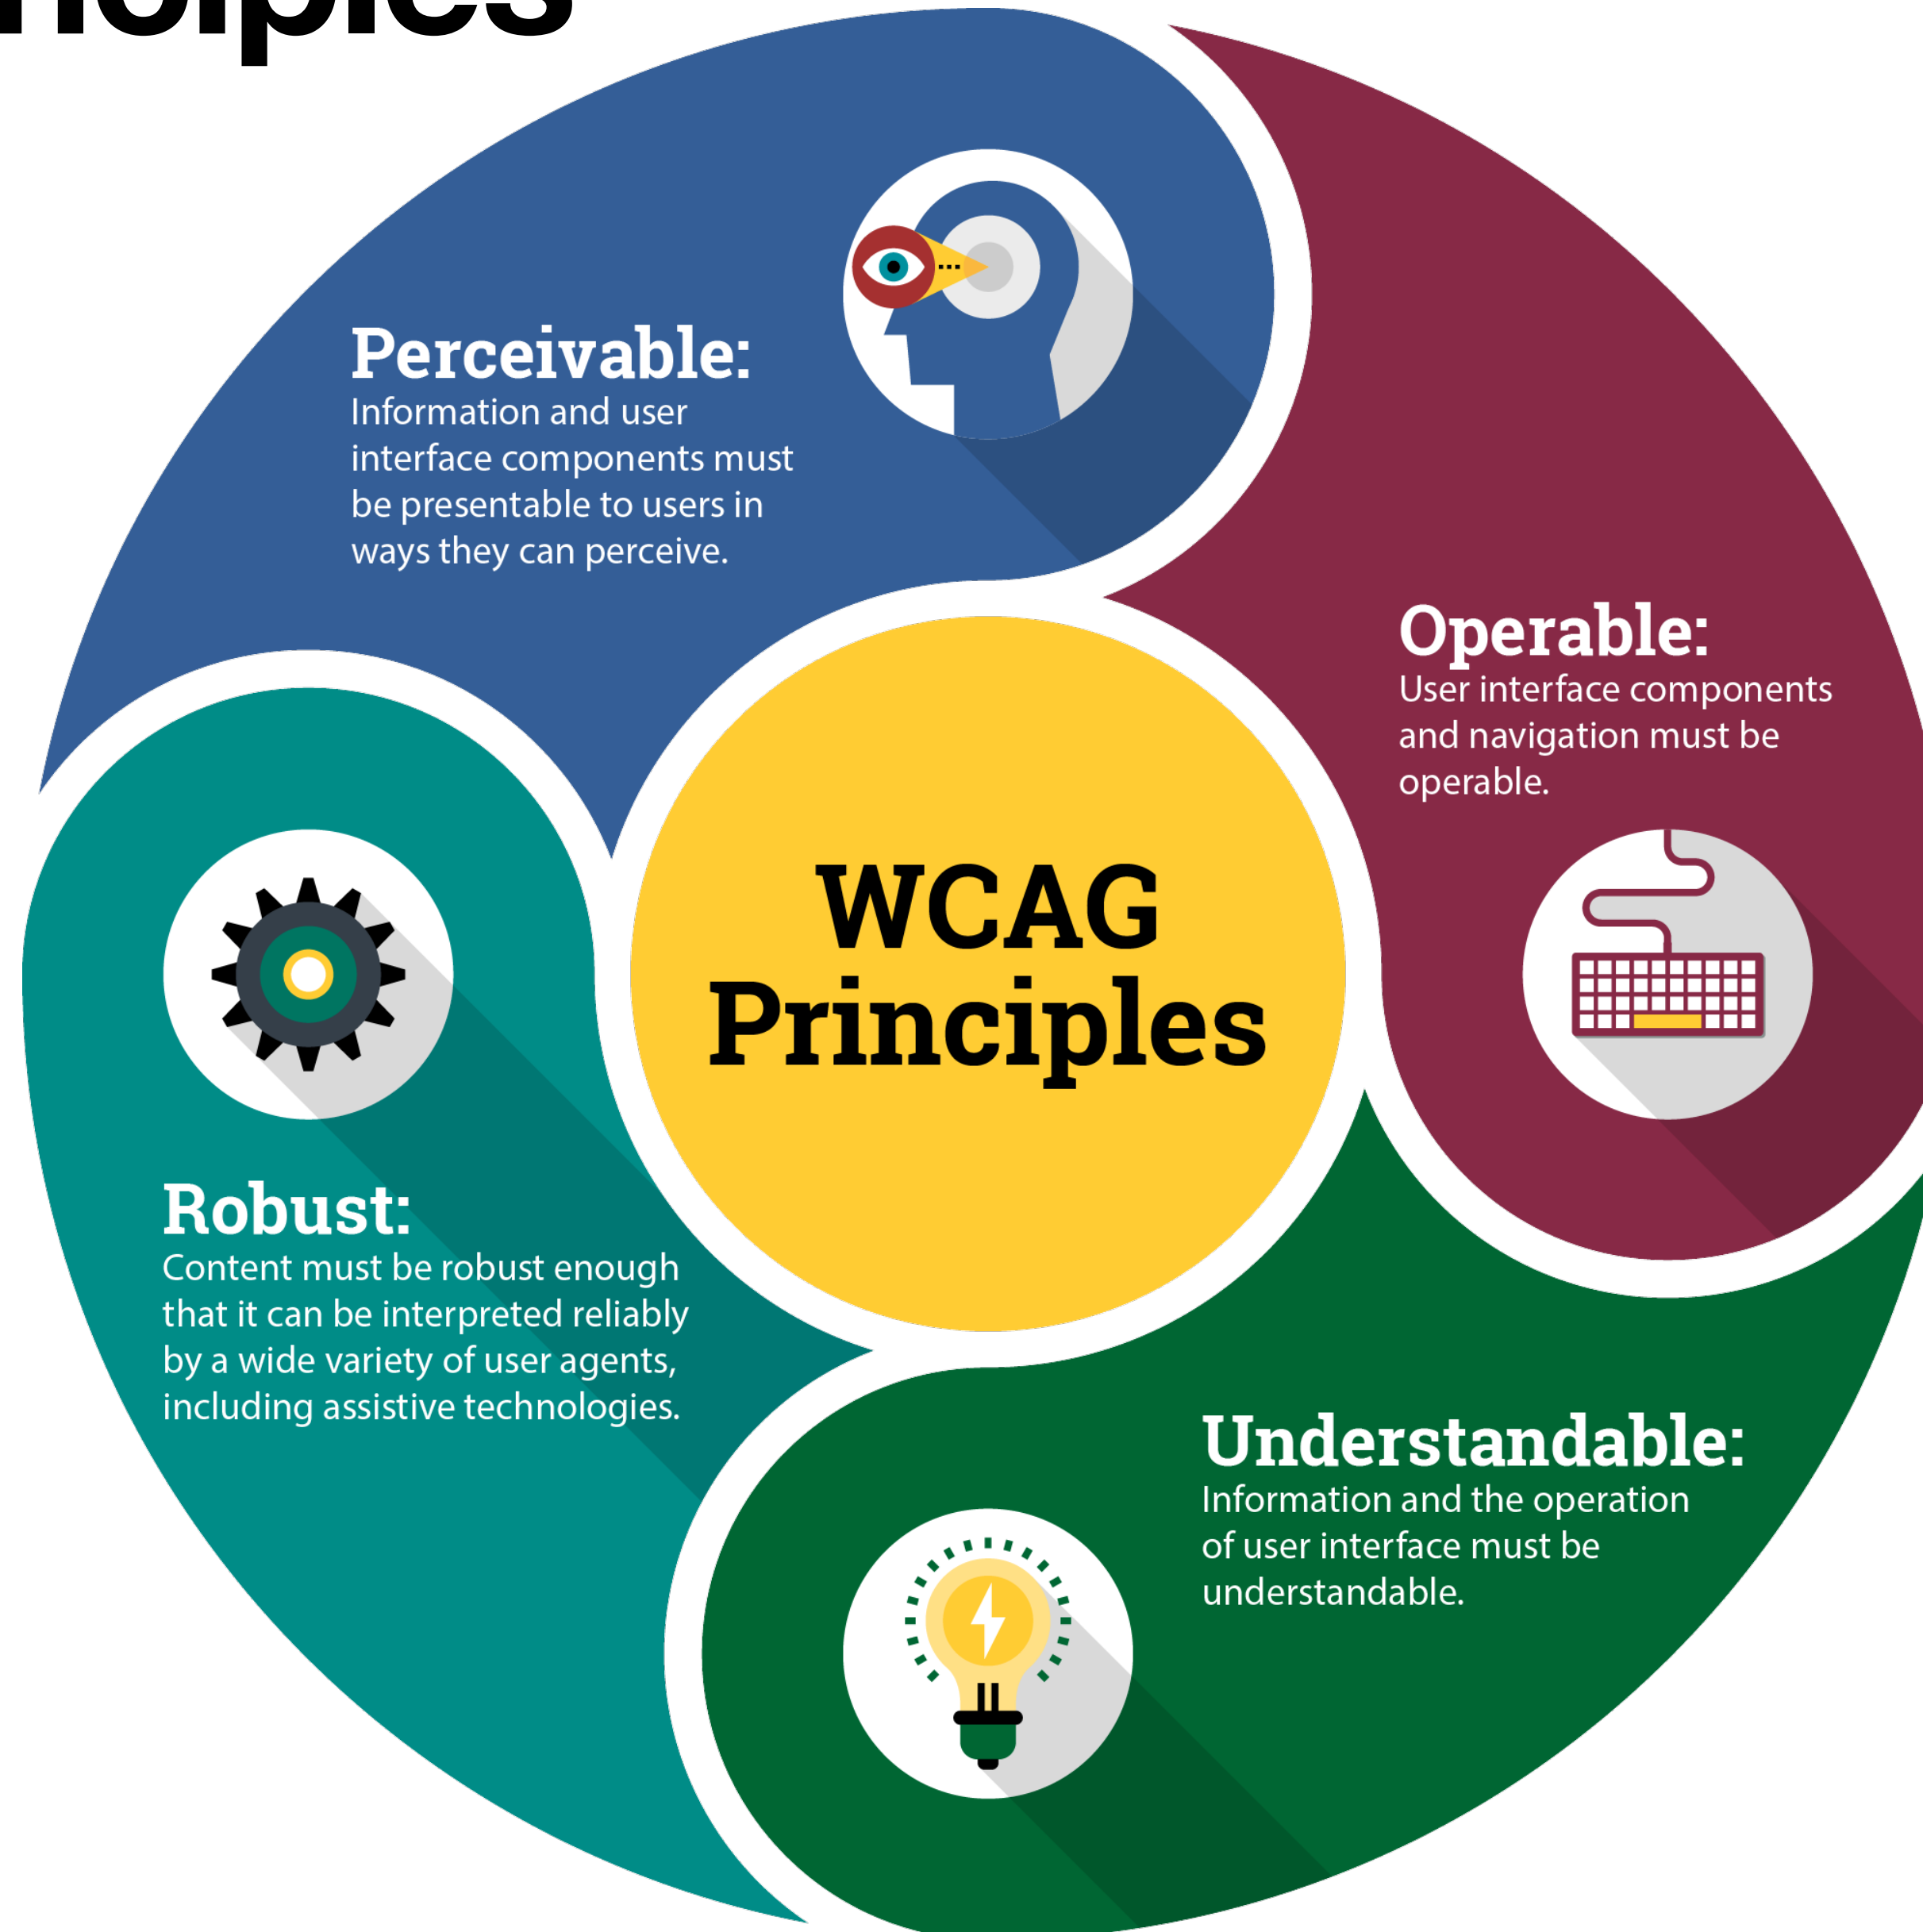 Perceivable:
Information and user
interface components must
be presentable to users in
ways they can perceive.
Operable:
User interface components
and navigation must be
operable.
WCAG
Principles
Robust:
Content must be robust enough
that it can be interpreted reliably
by a wide variety of user agents,
including assistive technologies.
Understandable:
Information and the operation
of user interface must be
understandable.